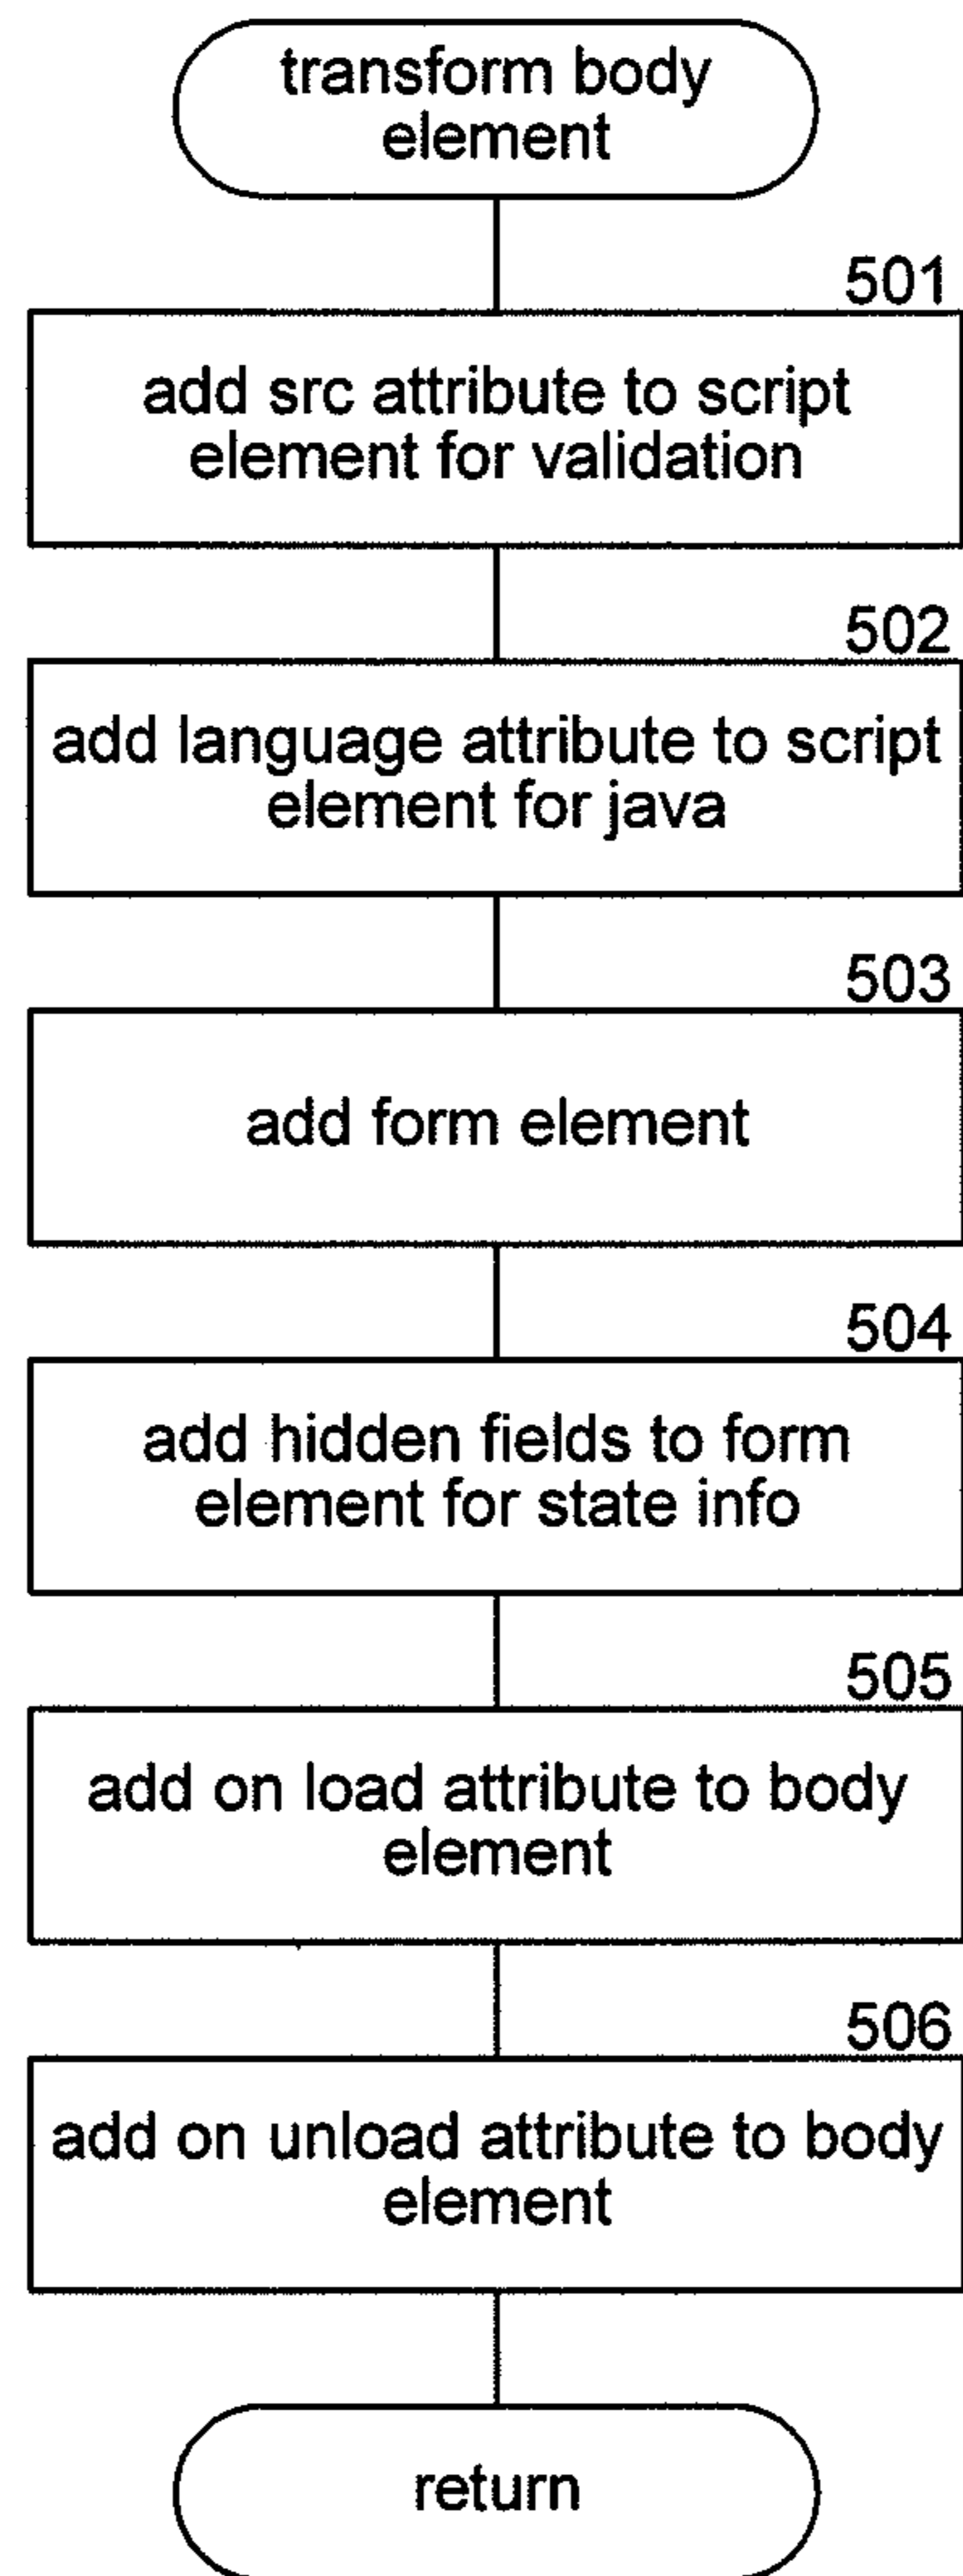 transform body
element
501
add src attribute to script
element for validation
502
add language attribute to script
element for java
503
add form element
504
add hidden fields to form
element for state info
505
add on load attribute to body
element
506
add on unload attribute to body
element
return